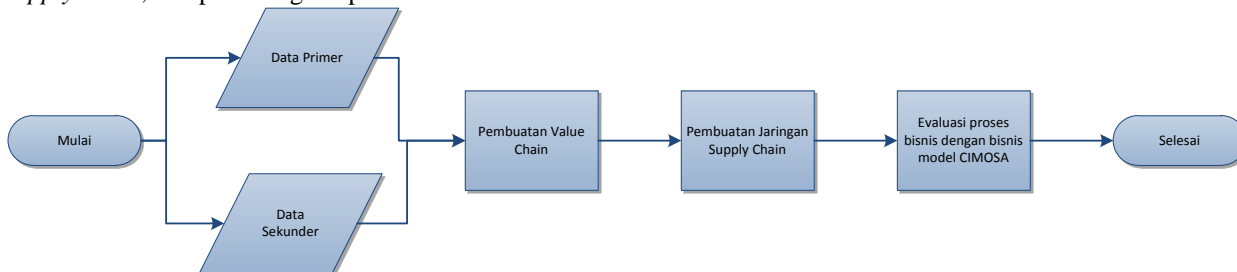 Data Primer
Mulai
Pembuatan Value
Chain
Pembuatan Jaringan
Supply Chain
Evaluasi proses
bisnis dengan bisnis
model CIMOSA
Selesai
Data
Sekunder